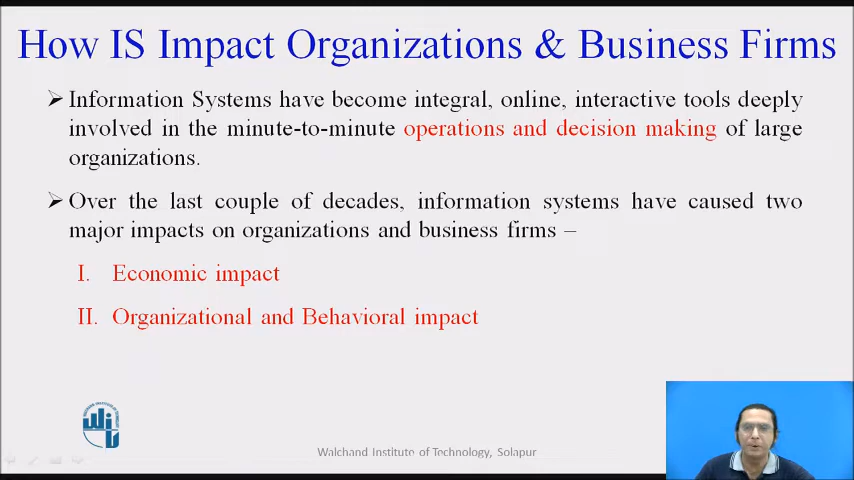 How IS Impact Organizations & Business Firms
➢ Information Systems have become integral, online, interactive tools deeply
involved in the minute-to-minute operations and decision making of large
organizations.
➢ Over the last couple of decades, information systems have caused two
major impacts on organizations and business firms –
I. Economic impact
II. Organizational and Behavioral impact
Walchand Institute of Technology, Solapur